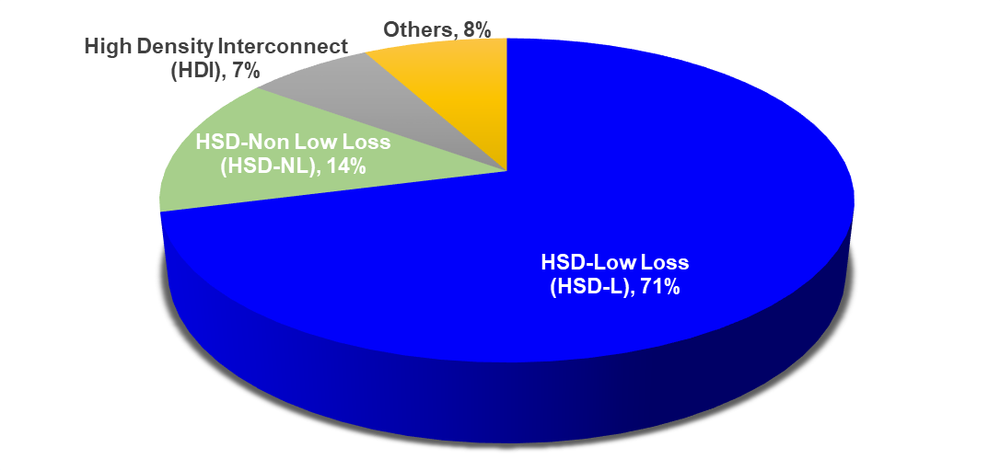 Others, 8%
High Density Interconnect
(HDI), 7%
HSD-Non Low Loss
(HSD-NL), 14%
HSD-Low Loss
(HSD-L), 71%